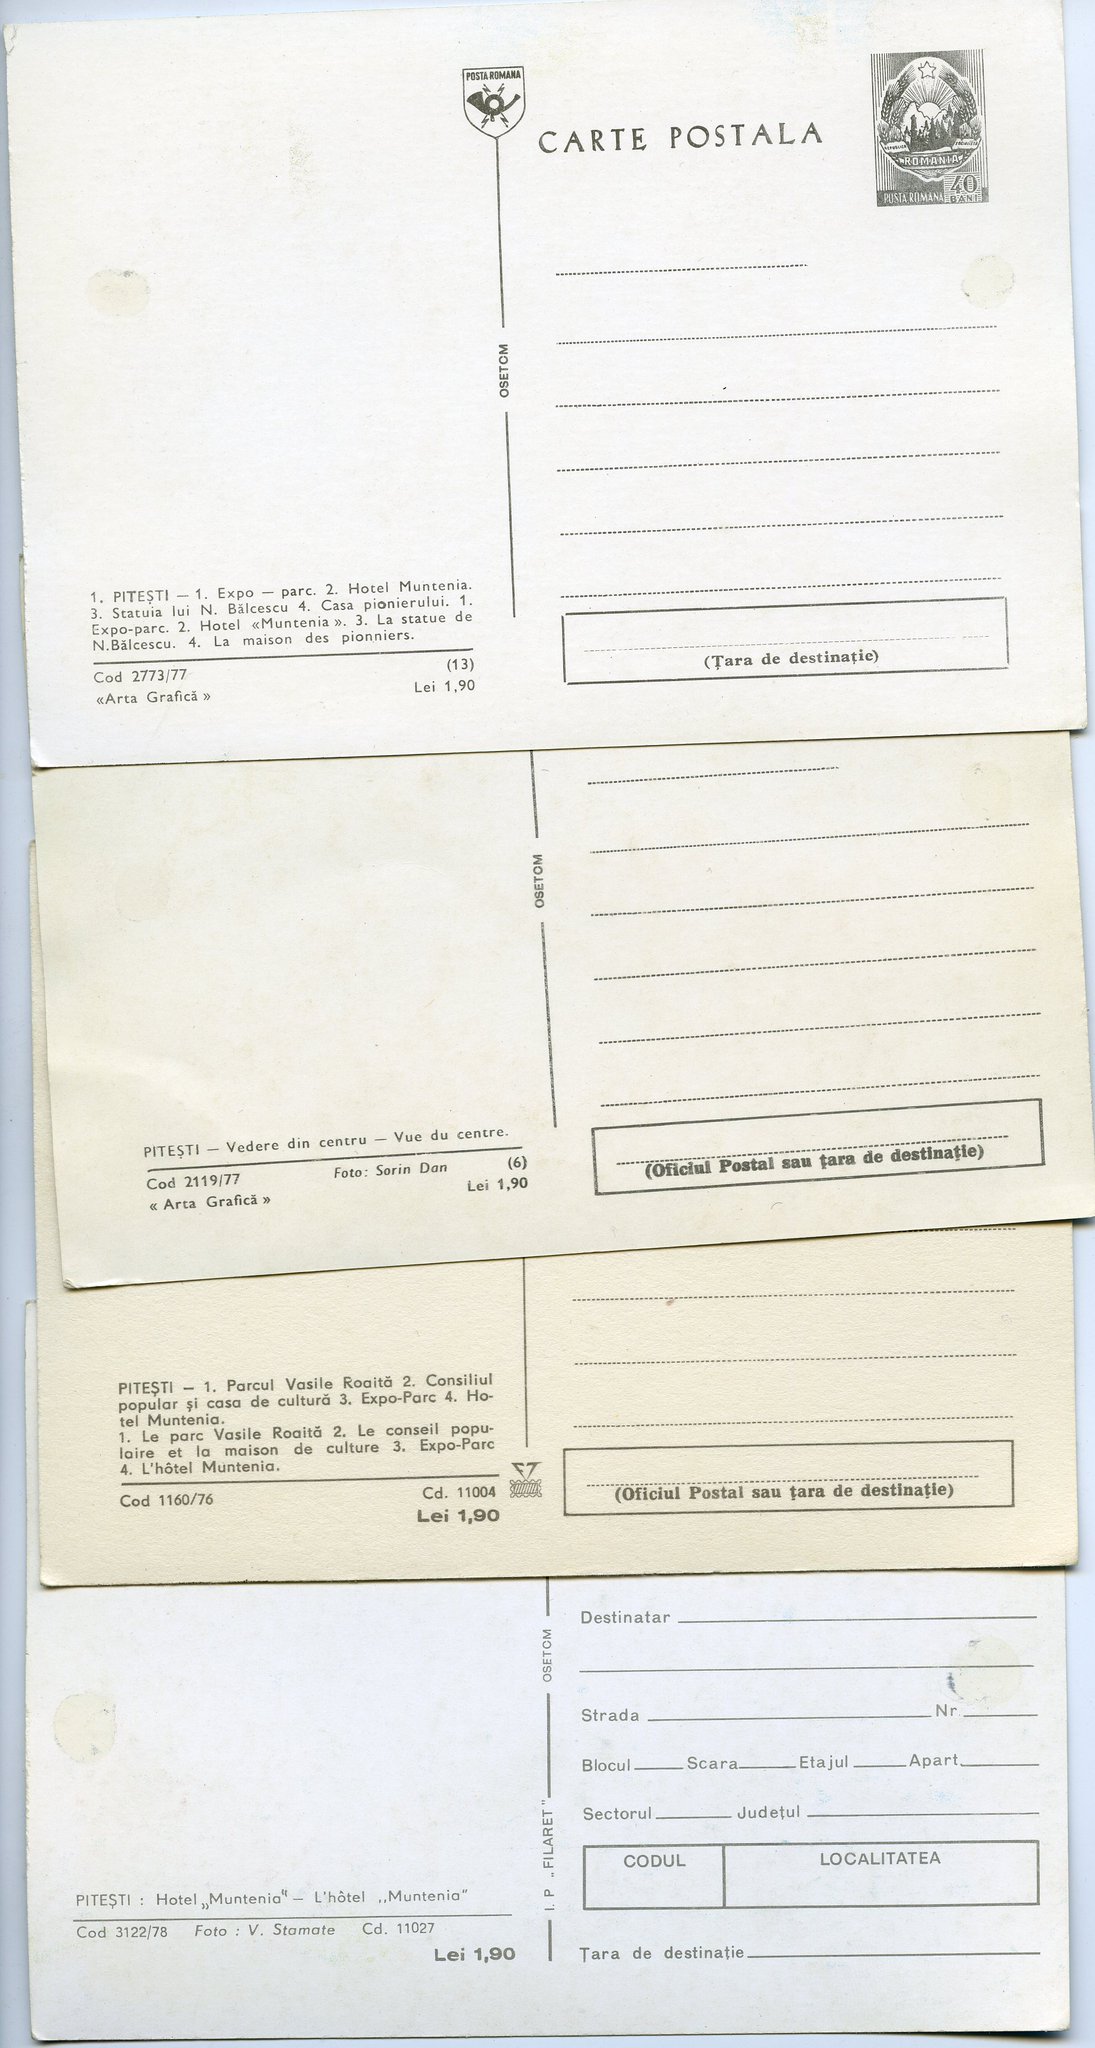 POSTA ROMANA
CARTE POSTALA
REPUBLICA SOCIALISTA
ROMANIA
POSTA ROMANA 40 BANI
OSETCM
1. PITEȘTI — 1. Expo — parc. 2. Hotel Muntenia.
3. Statuia lui N. Bălcescu 4. Casa pionierului. 1.
Expo-parc. 2. Hotel «Muntenia». 3. La statue de
N.Bălcescu. 4. La maison des pionniers.
Cod 2773/77 (13)
«Arta Grafică» Lei 1,90
(Țara de destinație)
OSETCM
PITEȘTI — Vedere din centru — Vue du centre.
Cod 2119/77 Foto: Sorin Dan (6)
« Arta Grafică » Lei 1,90
(Oficiul Postal sau țara de destinație)
PITEȘTI – 1. Parcul Vasile Roaită 2. Consiliul
popular și casa de cultură 3. Expo-Parc 4. Ho-
tel Muntenia.
1. Le parc Vasile Roaită 2. Le conseil popu-
laire et la maison de culture 3. Expo-Parc
4. L'hôtel Muntenia.
Cod 1160/76 Cd. 11004
Lei 1,90
(Oficiul Postal sau țara de destinație)
I. P. „FILARET" OSETCM
PITEȘTI : Hotel „Muntenia" – L'hôtel ,,Muntenia"
Cod 3122/78 Foto : V. Stamate Cd. 11027
Lei 1,90
Destinatar
Strada Nr.
Blocul Scara Etajul Apart.
Sectorul Județul
CODUL LOCALITATEA
Țara de destinație